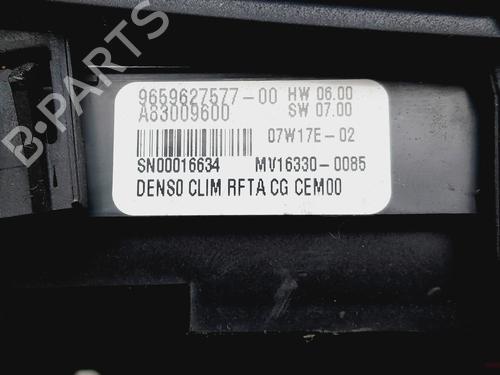 9659627577-00 HW 06.00
A83009600 SW 07.00
07W17E-02
SN00016634 MV16330-0085
DENSO CLIM RFTA CG CEM00
B-PARTS